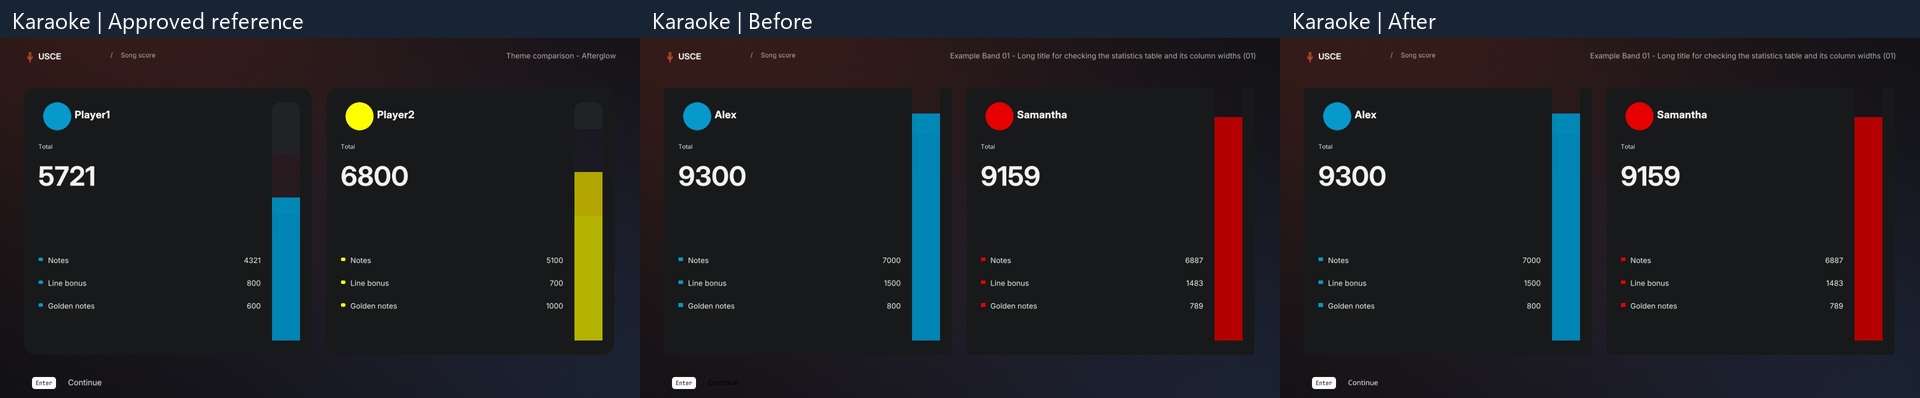 Karaoke | Approved reference
USCE / Song score Theme comparison - Afterglow
Player1
Total
5721
Notes 4321
Line bonus 800
Golden notes 600
Player2
Total
6800
Notes 5100
Line bonus 700
Golden notes 1000
Enter Continue
Karaoke | Before
USCE / Song score Example Band 01 - Long title for checking the statistics table and its column widths (01)
Alex
Total
9300
Notes 7000
Line bonus 1500
Golden notes 800
Samantha
Total
9159
Notes 6887
Line bonus 1483
Golden notes 789
Enter Continue
Karaoke | After
USCE / Song score Example Band 01 - Long title for checking the statistics table and its column widths (01)
Alex
Total
9300
Notes 7000
Line bonus 1500
Golden notes 800
Samantha
Total
9159
Notes 6887
Line bonus 1483
Golden notes 789
Enter Continue